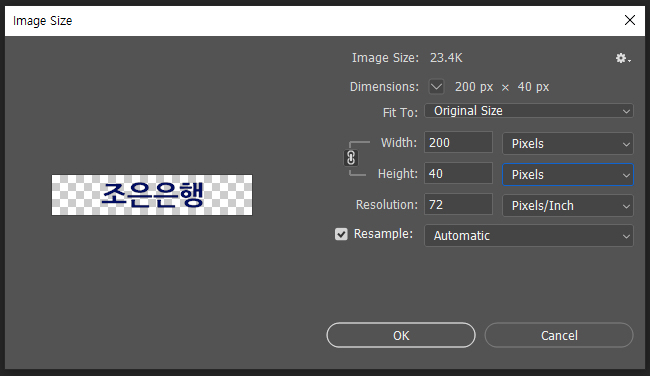 Image Size
Image Size: 23.4K
Dimensions: 200 px × 40 px
Fit To: Original Size
Width: 200 Pixels
Height: 40 Pixels
조은은행
Resolution: 72 Pixels/Inch
Resample: Automatic
OK Cancel